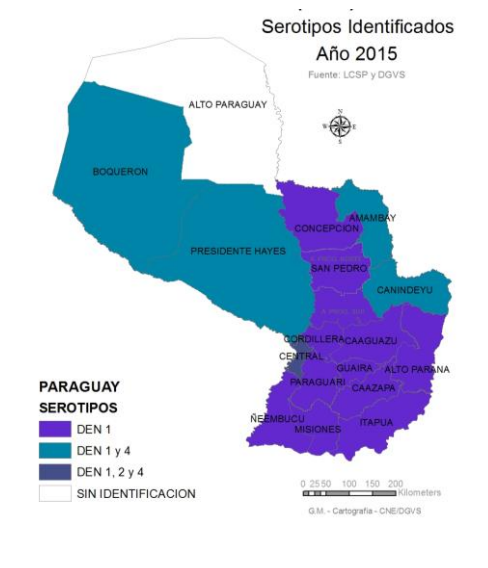 Serotipos Identificados
Año 2015
Fuente: LCSP y DGVS
N
W E
S
ALTO PARAGUAY
BOQUERON
AMAMBAY
CONCEPCION
PRESIDENTE HAYES
SAN PEDRO
CANINDEYU
CORDILLERA
CAAGUAZU
CENTRAL
GUAIRA
ALTO PARANA
PARAGUARI
CAAZAPA
ÑEEMBUCU
MISIONES
ITAPUA
PARAGUAY
SEROTIPOS
DEN 1
DEN 1 y 4
DEN 1, 2 y 4
SIN IDENTIFICACION
0 25 50 100 150 200
Kilometers
G.M. - Cartografia - CNE/DGVS